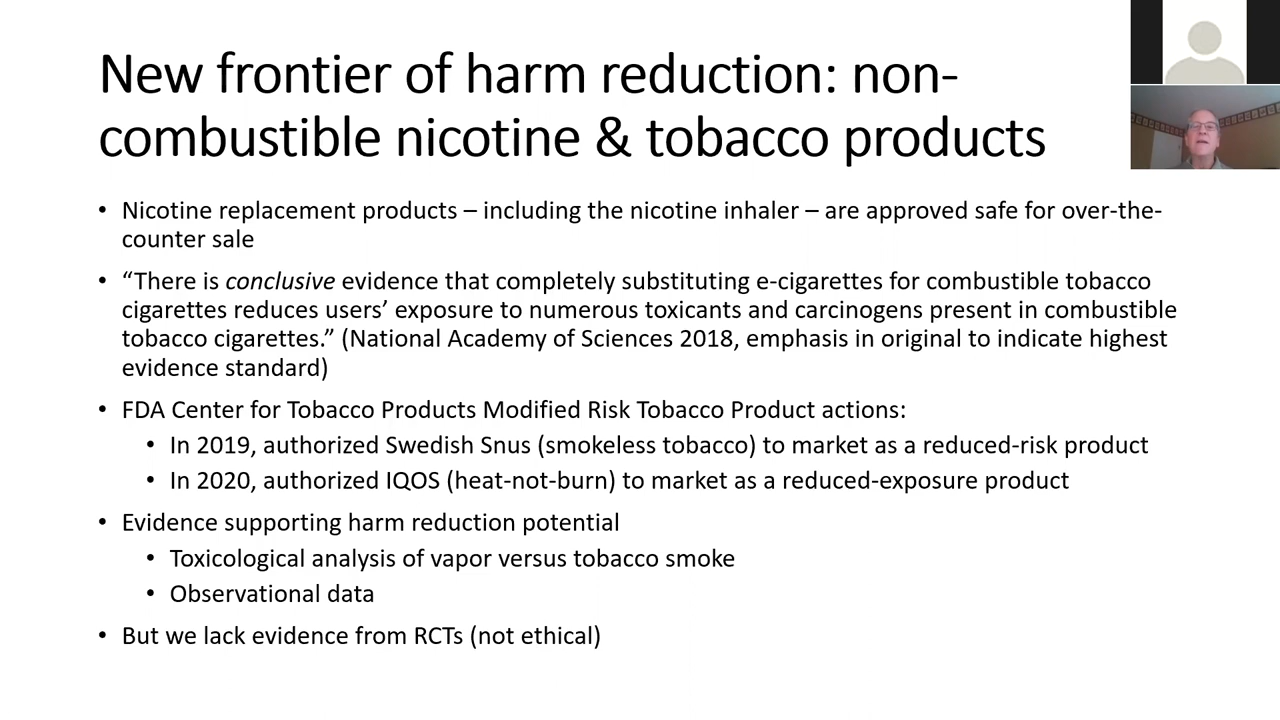 New frontier of harm reduction: non-
combustible nicotine & tobacco products
• Nicotine replacement products – including the nicotine inhaler – are approved safe for over-the-
counter sale
• “There is conclusive evidence that completely substituting e-cigarettes for combustible tobacco
cigarettes reduces users’ exposure to numerous toxicants and carcinogens present in combustible
tobacco cigarettes.” (National Academy of Sciences 2018, emphasis in original to indicate highest
evidence standard)
• FDA Center for Tobacco Products Modified Risk Tobacco Product actions:
• In 2019, authorized Swedish Snus (smokeless tobacco) to market as a reduced-risk product
• In 2020, authorized IQOS (heat-not-burn) to market as a reduced-exposure product
• Evidence supporting harm reduction potential
• Toxicological analysis of vapor versus tobacco smoke
• Observational data
• But we lack evidence from RCTs (not ethical)